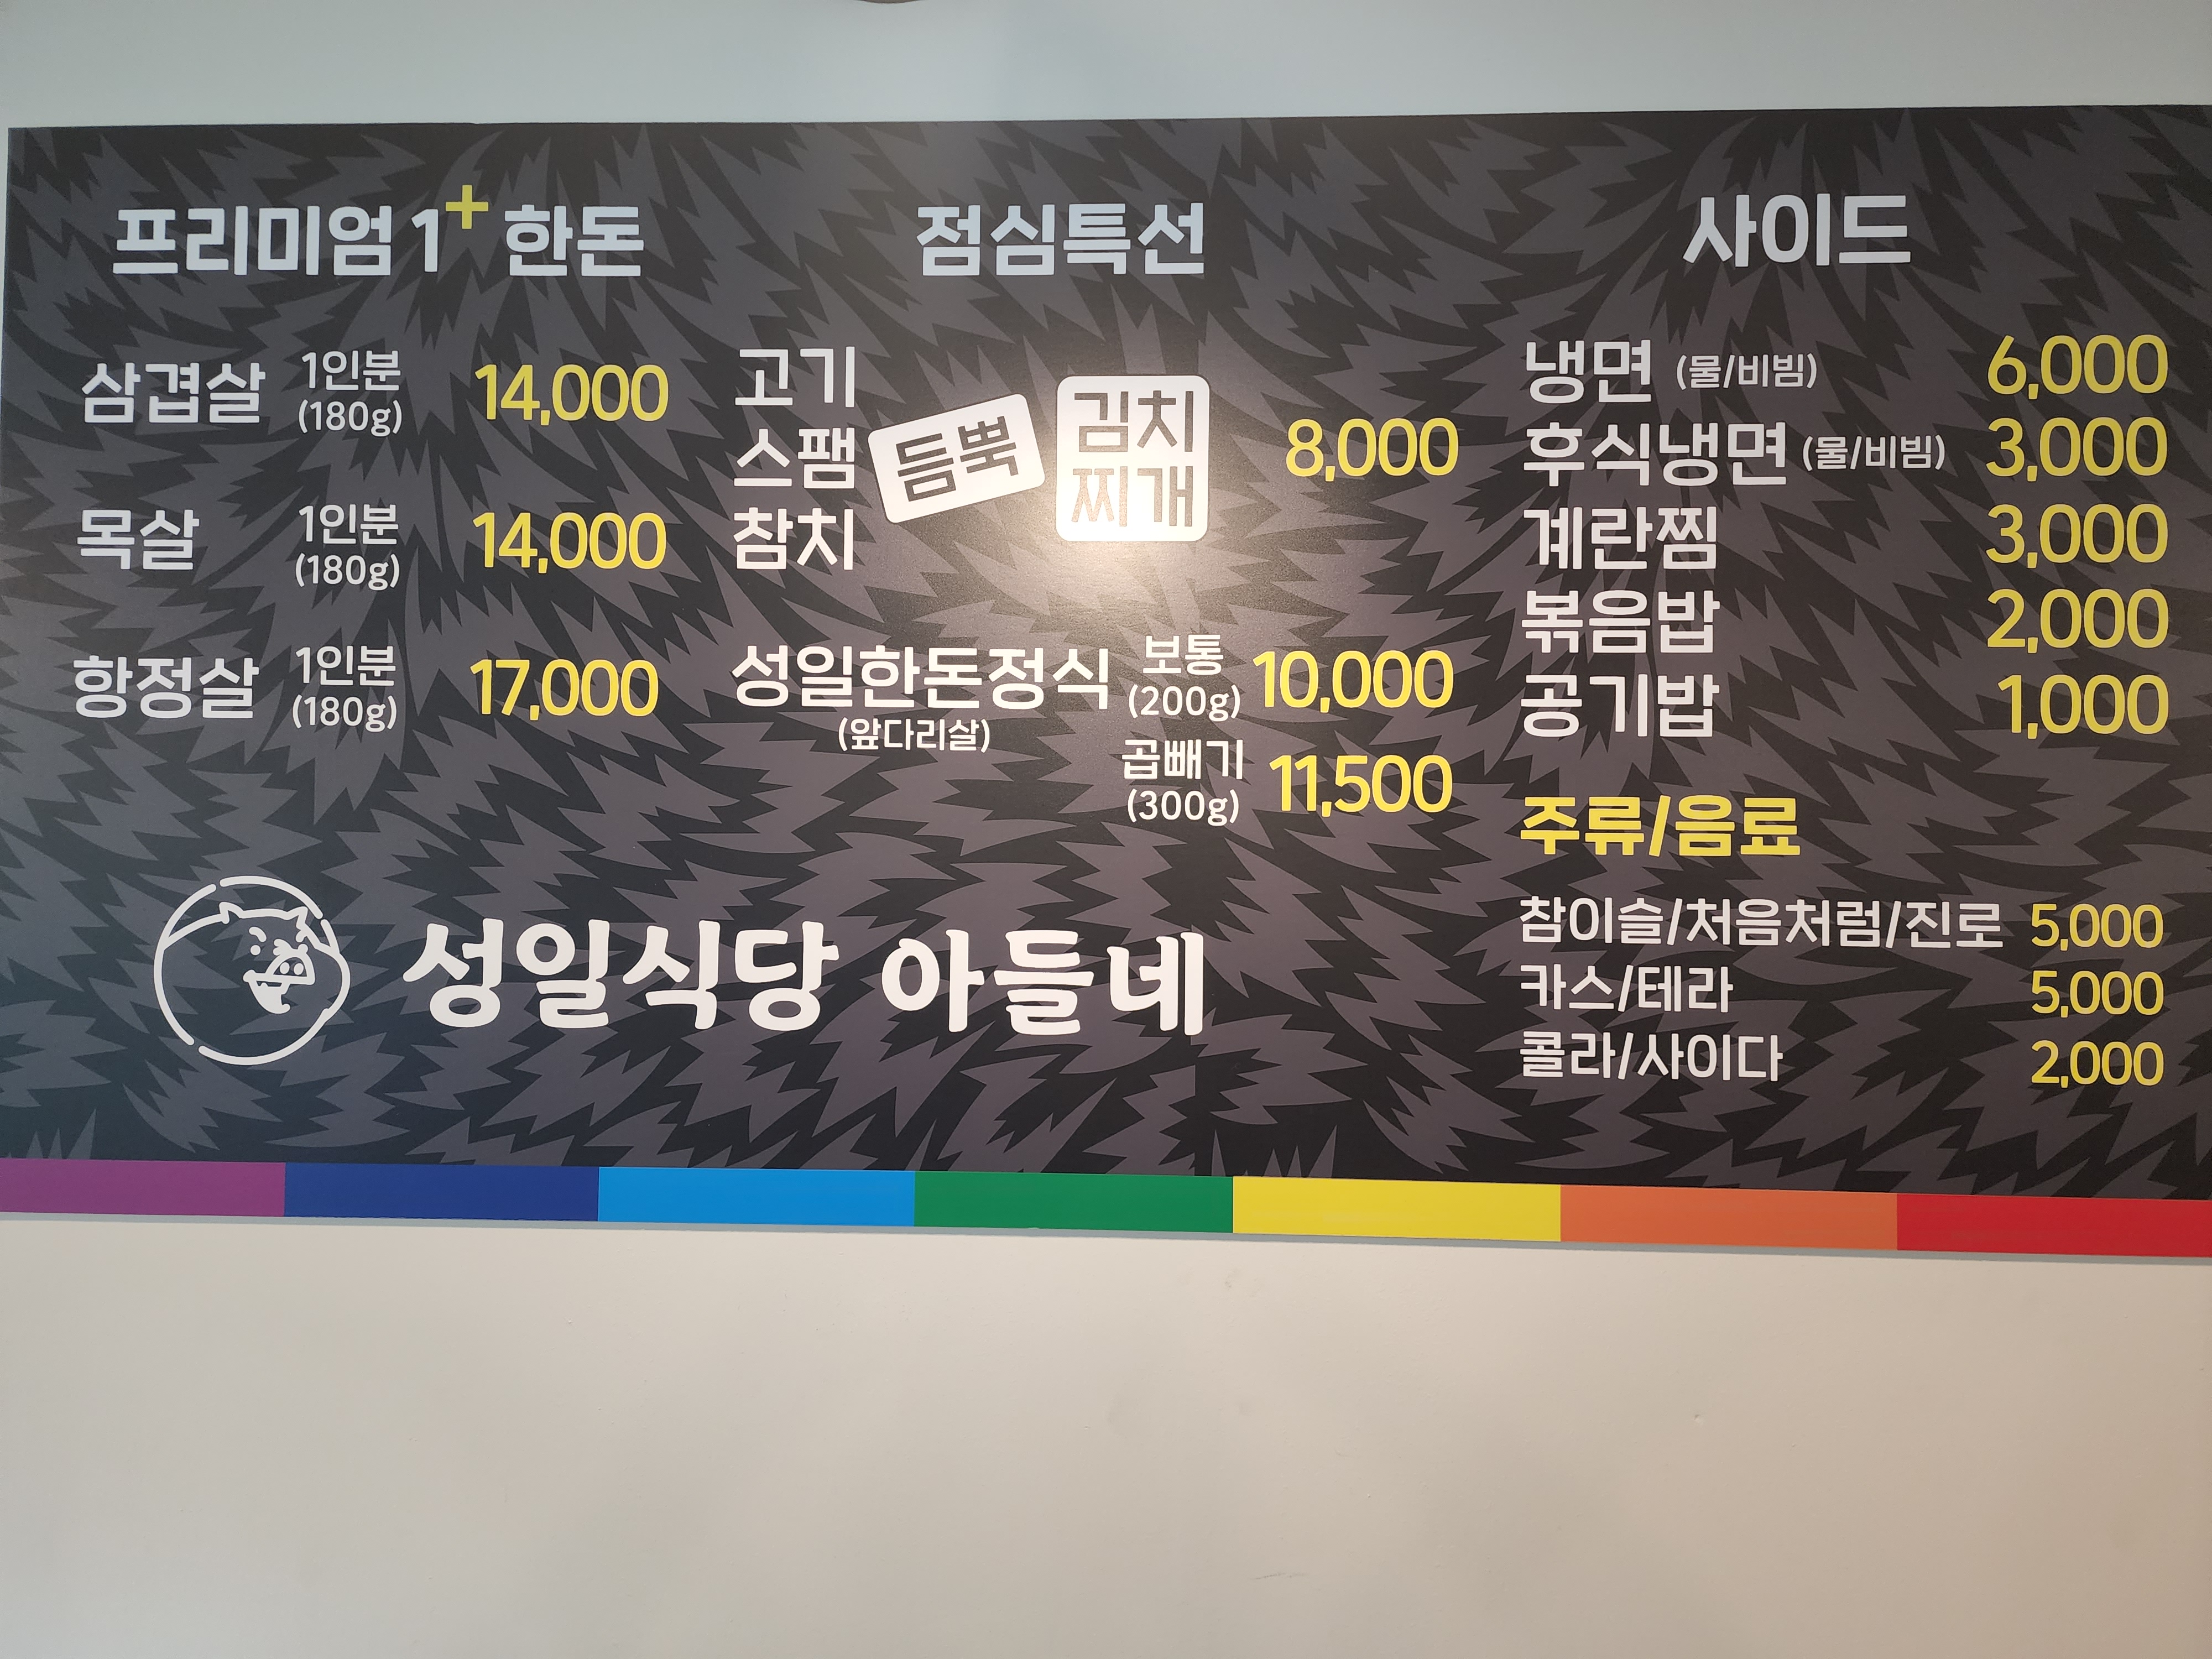 프리미엄 1+ 한돈
삼겹살 1인분 (180g) 14,000
목살 1인분 (180g) 14,000
항정살 1인분 (180g) 17,000
점심특선
고기
스팸
참치
듬뿍
김치
찌개
8,000
성일한돈정식 보통 (200g) 10,000
(앞다리살)
곱빼기 (300g) 11,500
사이드
냉면 (물/비빔) 6,000
후식냉면 (물/비빔) 3,000
계란찜 3,000
볶음밥 2,000
공기밥 1,000
주류/음료
참이슬/처음처럼/진로 5,000
카스/테라 5,000
콜라/사이다 2,000
성일식당 아들네